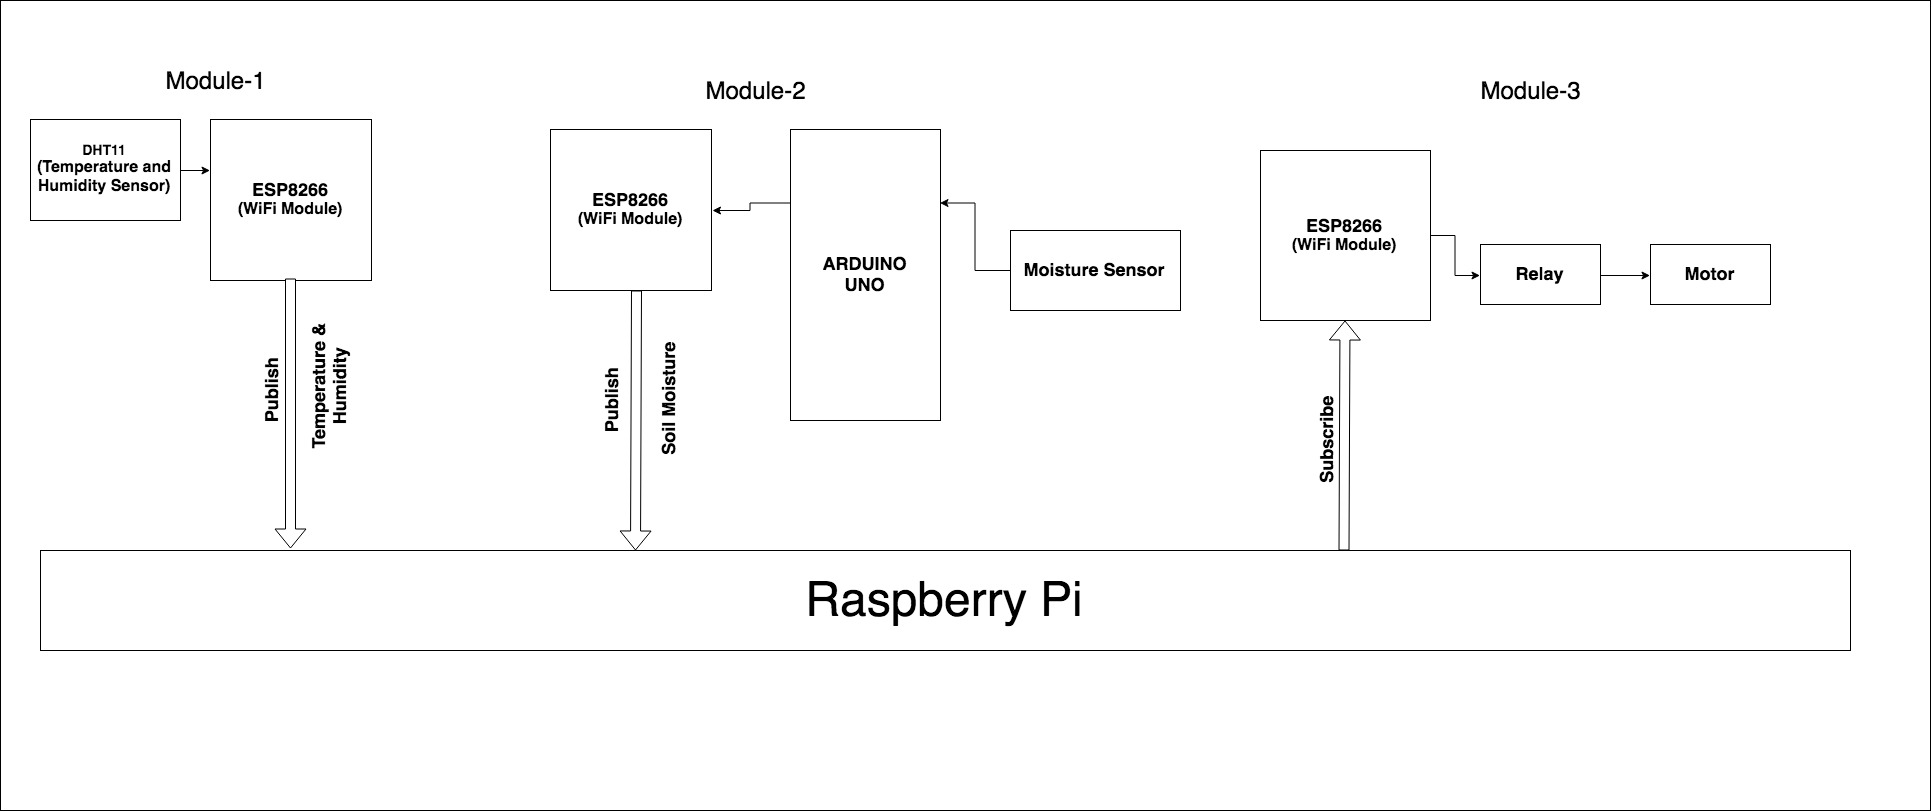 Module-1
DHT11
(Temperature and
Humidity Sensor)
ESP8266
(WiFi Module)
Publish
Temperature &
Humidity
Module-2
ESP8266
(WiFi Module)
ARDUINO
UNO
Moisture Sensor
Publish
Soil Moisture
Module-3
ESP8266
(WiFi Module)
Relay
Motor
Subscribe
Raspberry Pi